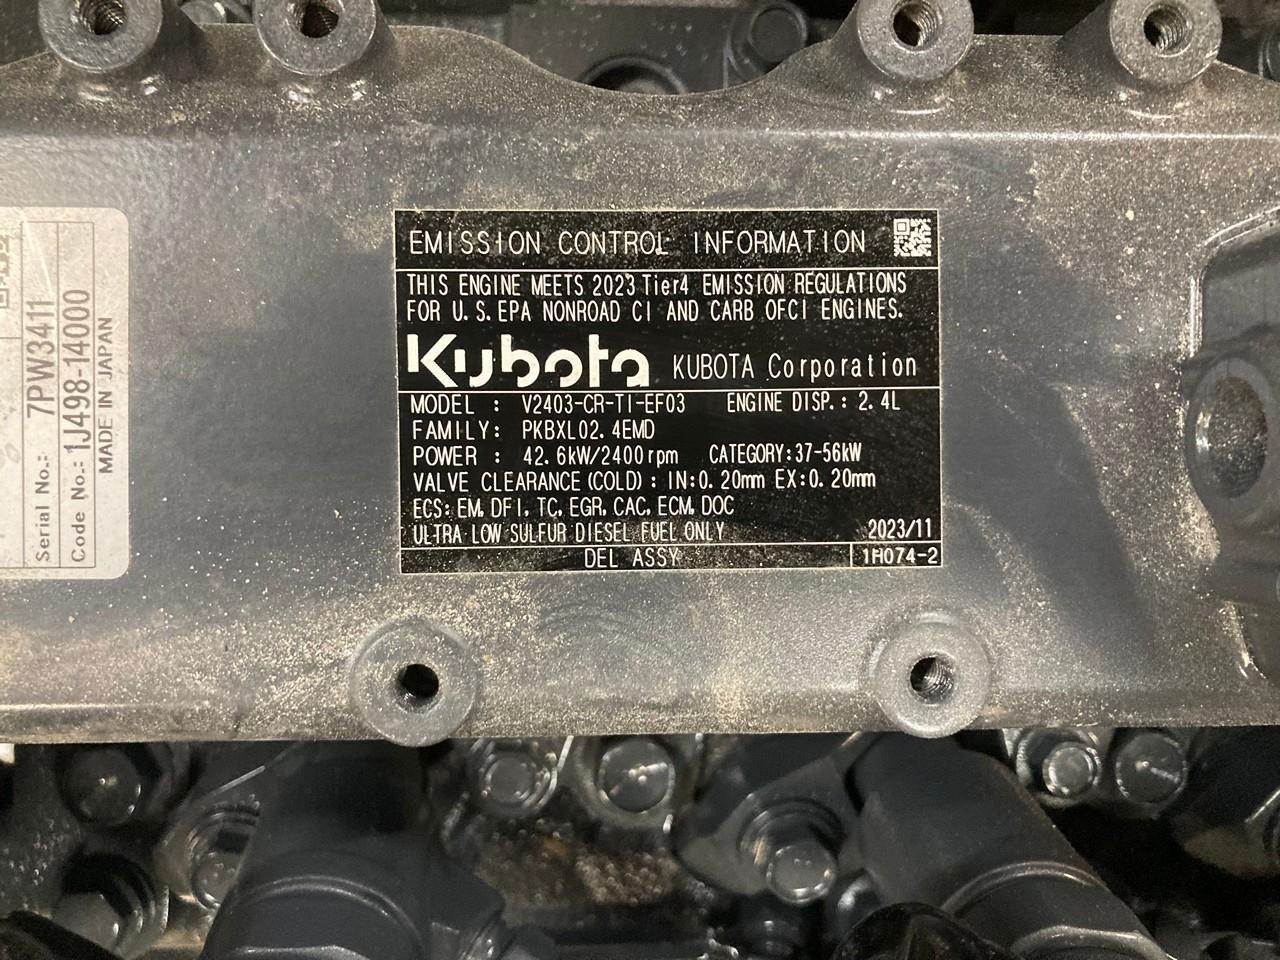 Serial No.: 7PW3411
Code No.: 1J498-14000
MADE IN JAPAN
EMISSION CONTROL INFORMATION
THIS ENGINE MEETS 2023 Tier4 EMISSION REGULATIONS
FOR U.S.EPA NONROAD CI AND CARB OFCI ENGINES.
Kubota KUBOTA Corporation
MODEL : V2403-CR-TI-EF03 ENGINE DISP.: 2.4L
FAMILY: PKBXL02.4EMD
POWER : 42.6kW/2400rpm CATEGORY:37-56kW
VALVE CLEARANCE(COLD): IN:0.20mm EX:0.20mm
ECS: EM, DFI, TC, EGR, CAC, ECM, DOC
ULTRA LOW SULFUR DIESEL FUEL ONLY 2023/11
DEL ASSY 1H074-2